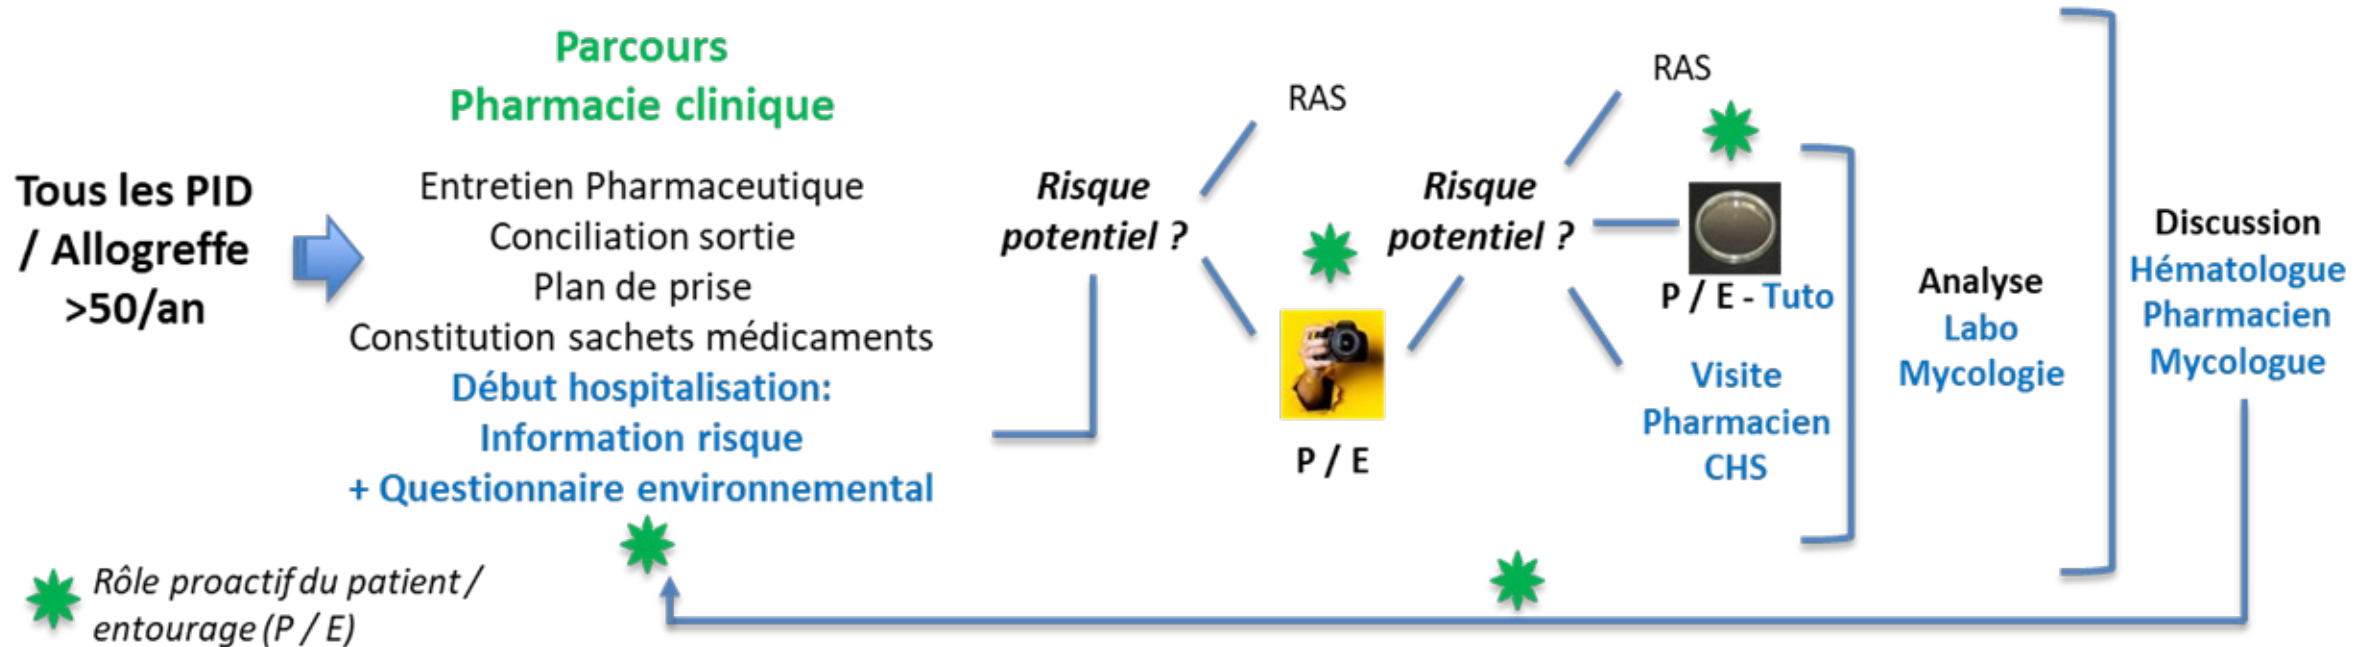 Tous les PID
/ Allogreffe
>50/an
Parcours
Pharmacie clinique
Entretien Pharmaceutique
Conciliation sortie
Plan de prise
Constitution sachets médicaments
Début hospitalisation:
Information risque
+ Questionnaire environnemental
Risque
potentiel ?
RAS
P / E
Risque
potentiel ?
RAS
P / E - Tuto
Visite
Pharmacien
CHS
Analyse
Labo
Mycologie
Discussion
Hématologue
Pharmacien
Mycologue
Rôle proactif du patient /
entourage (P / E)